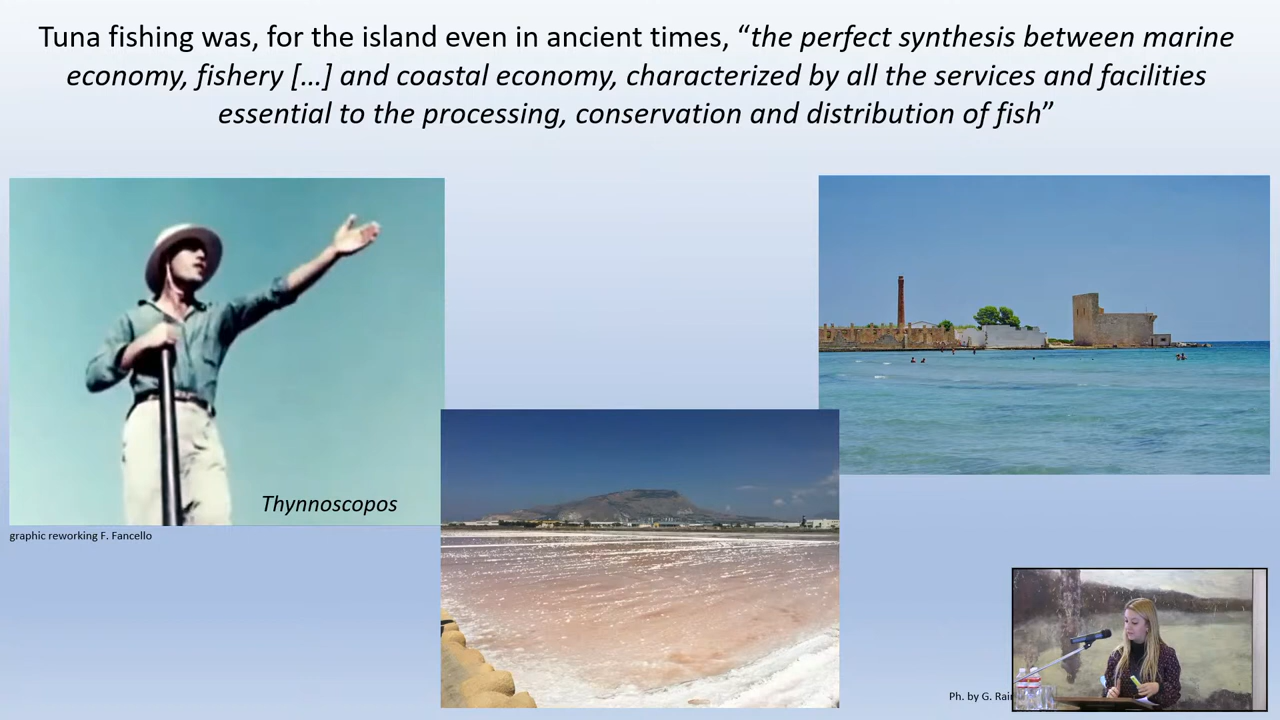 Tuna fishing was, for the island even in ancient times, “the perfect synthesis between marine
economy, fishery […] and coastal economy, characterized by all the services and facilities
essential to the processing, conservation and distribution of fish”
Thynnoscopos
graphic reworking F. Fancello
Ph. by G.